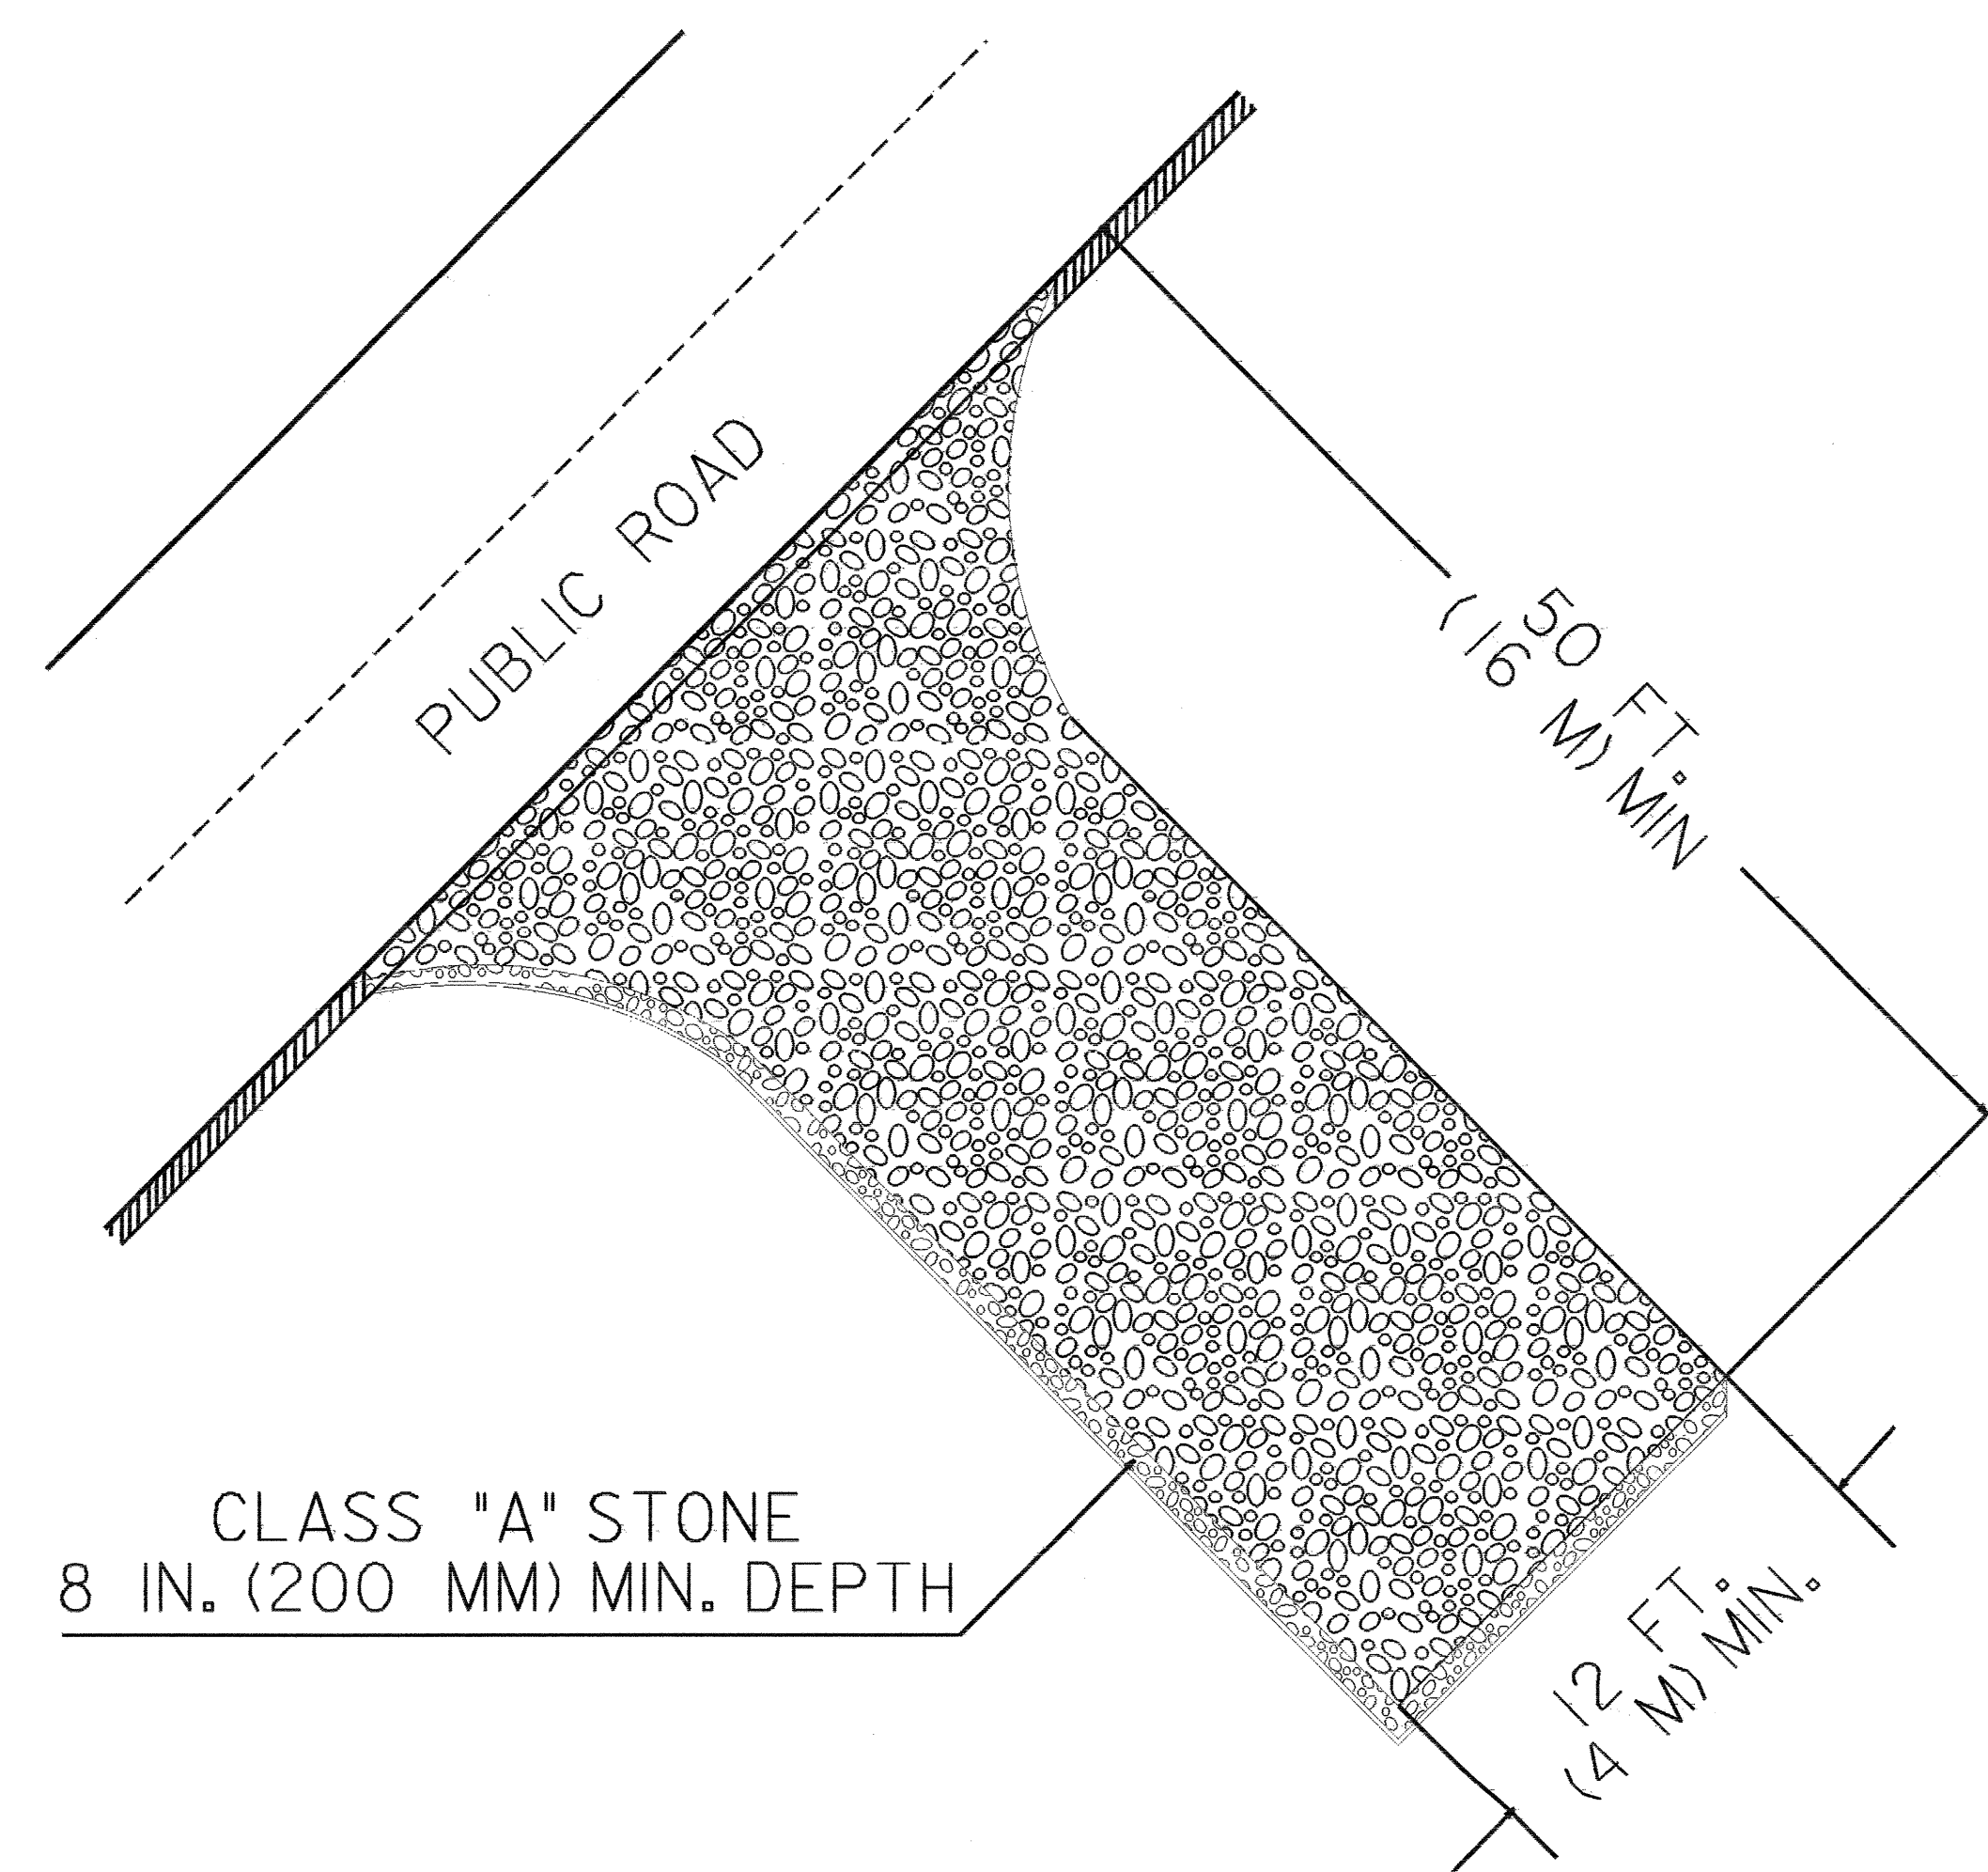 PUBLIC ROAD
50 FT.
(16 M) MIN
CLASS "A" STONE
8 IN. (200 MM) MIN. DEPTH
12 FT.
(4 M) MIN.